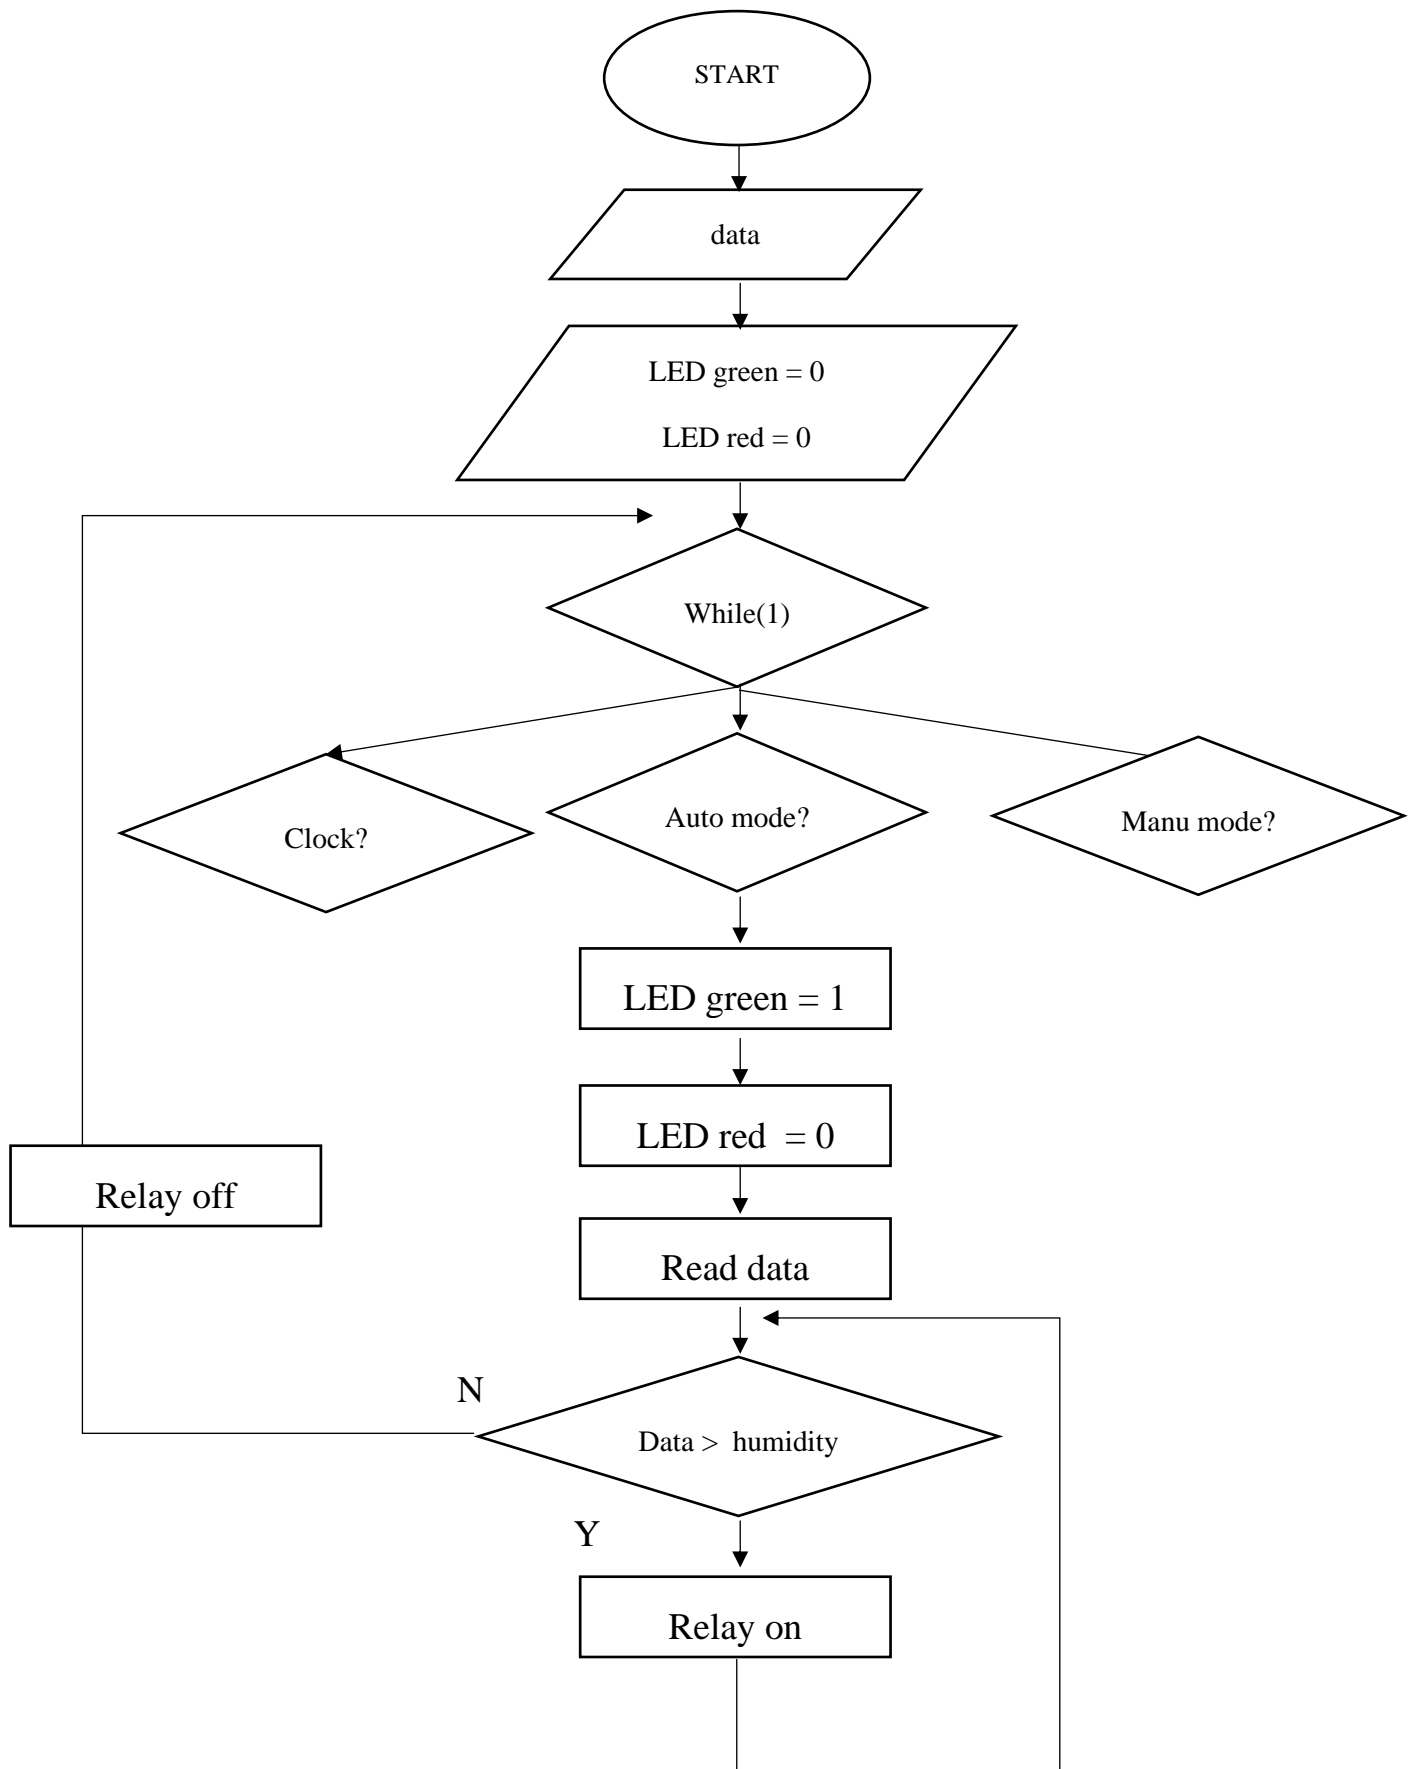 START
data
LED green = 0
LED red = 0
While(1)
Clock?
Auto mode?
Manu mode?
LED green = 1
LED red  = 0
Relay off
Read data
N
Data >  humidity
Y
Relay on